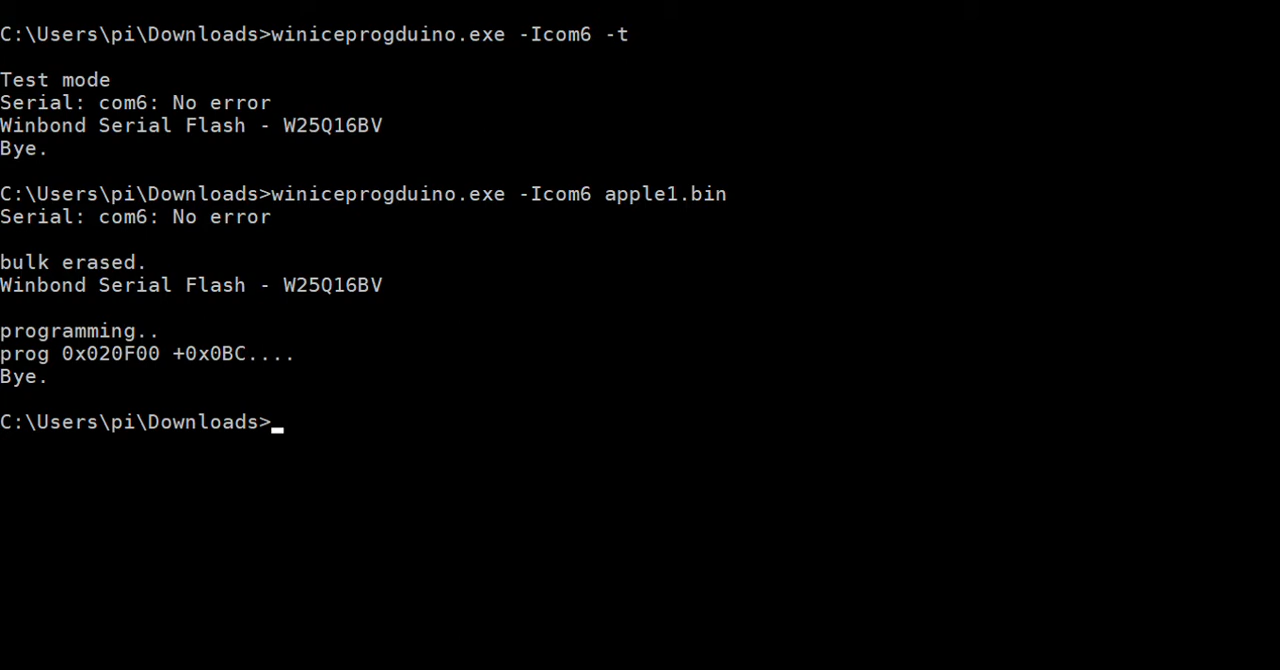 C:\Users\pi\Downloads>winiceprogduino.exe -Icom6 -t
Test mode
Serial: com6: No error
Winbond Serial Flash - W25Q16BV
Bye.
C:\Users\pi\Downloads>winiceprogduino.exe -Icom6 apple1.bin
Serial: com6: No error
bulk erased.
Winbond Serial Flash - W25Q16BV
programming..
prog 0x020F00 +0x0BC....
Bye.
C:\Users\pi\Downloads>